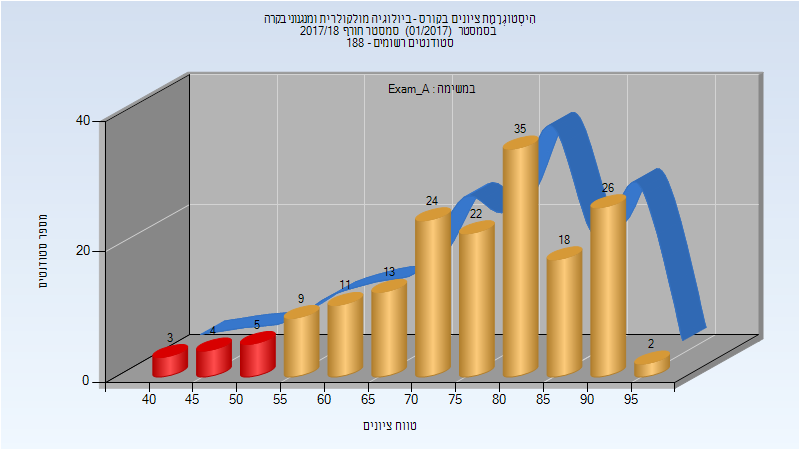 היסטוגרמת ציונים בקורס - ביולוגיה מולקולרית ומנגנוני בקרה
בסמסטר (01/2017) סמסטר חורף 2017/18
סטודנטים רשומים - 188
במשימה : Exam_A
מספר סטודנטים
40
20
0
3
4
5
9
11
13
24
22
35
18
26
2
40 45 50 55 60 65 70 75 80 85 90 95
טווח ציונים